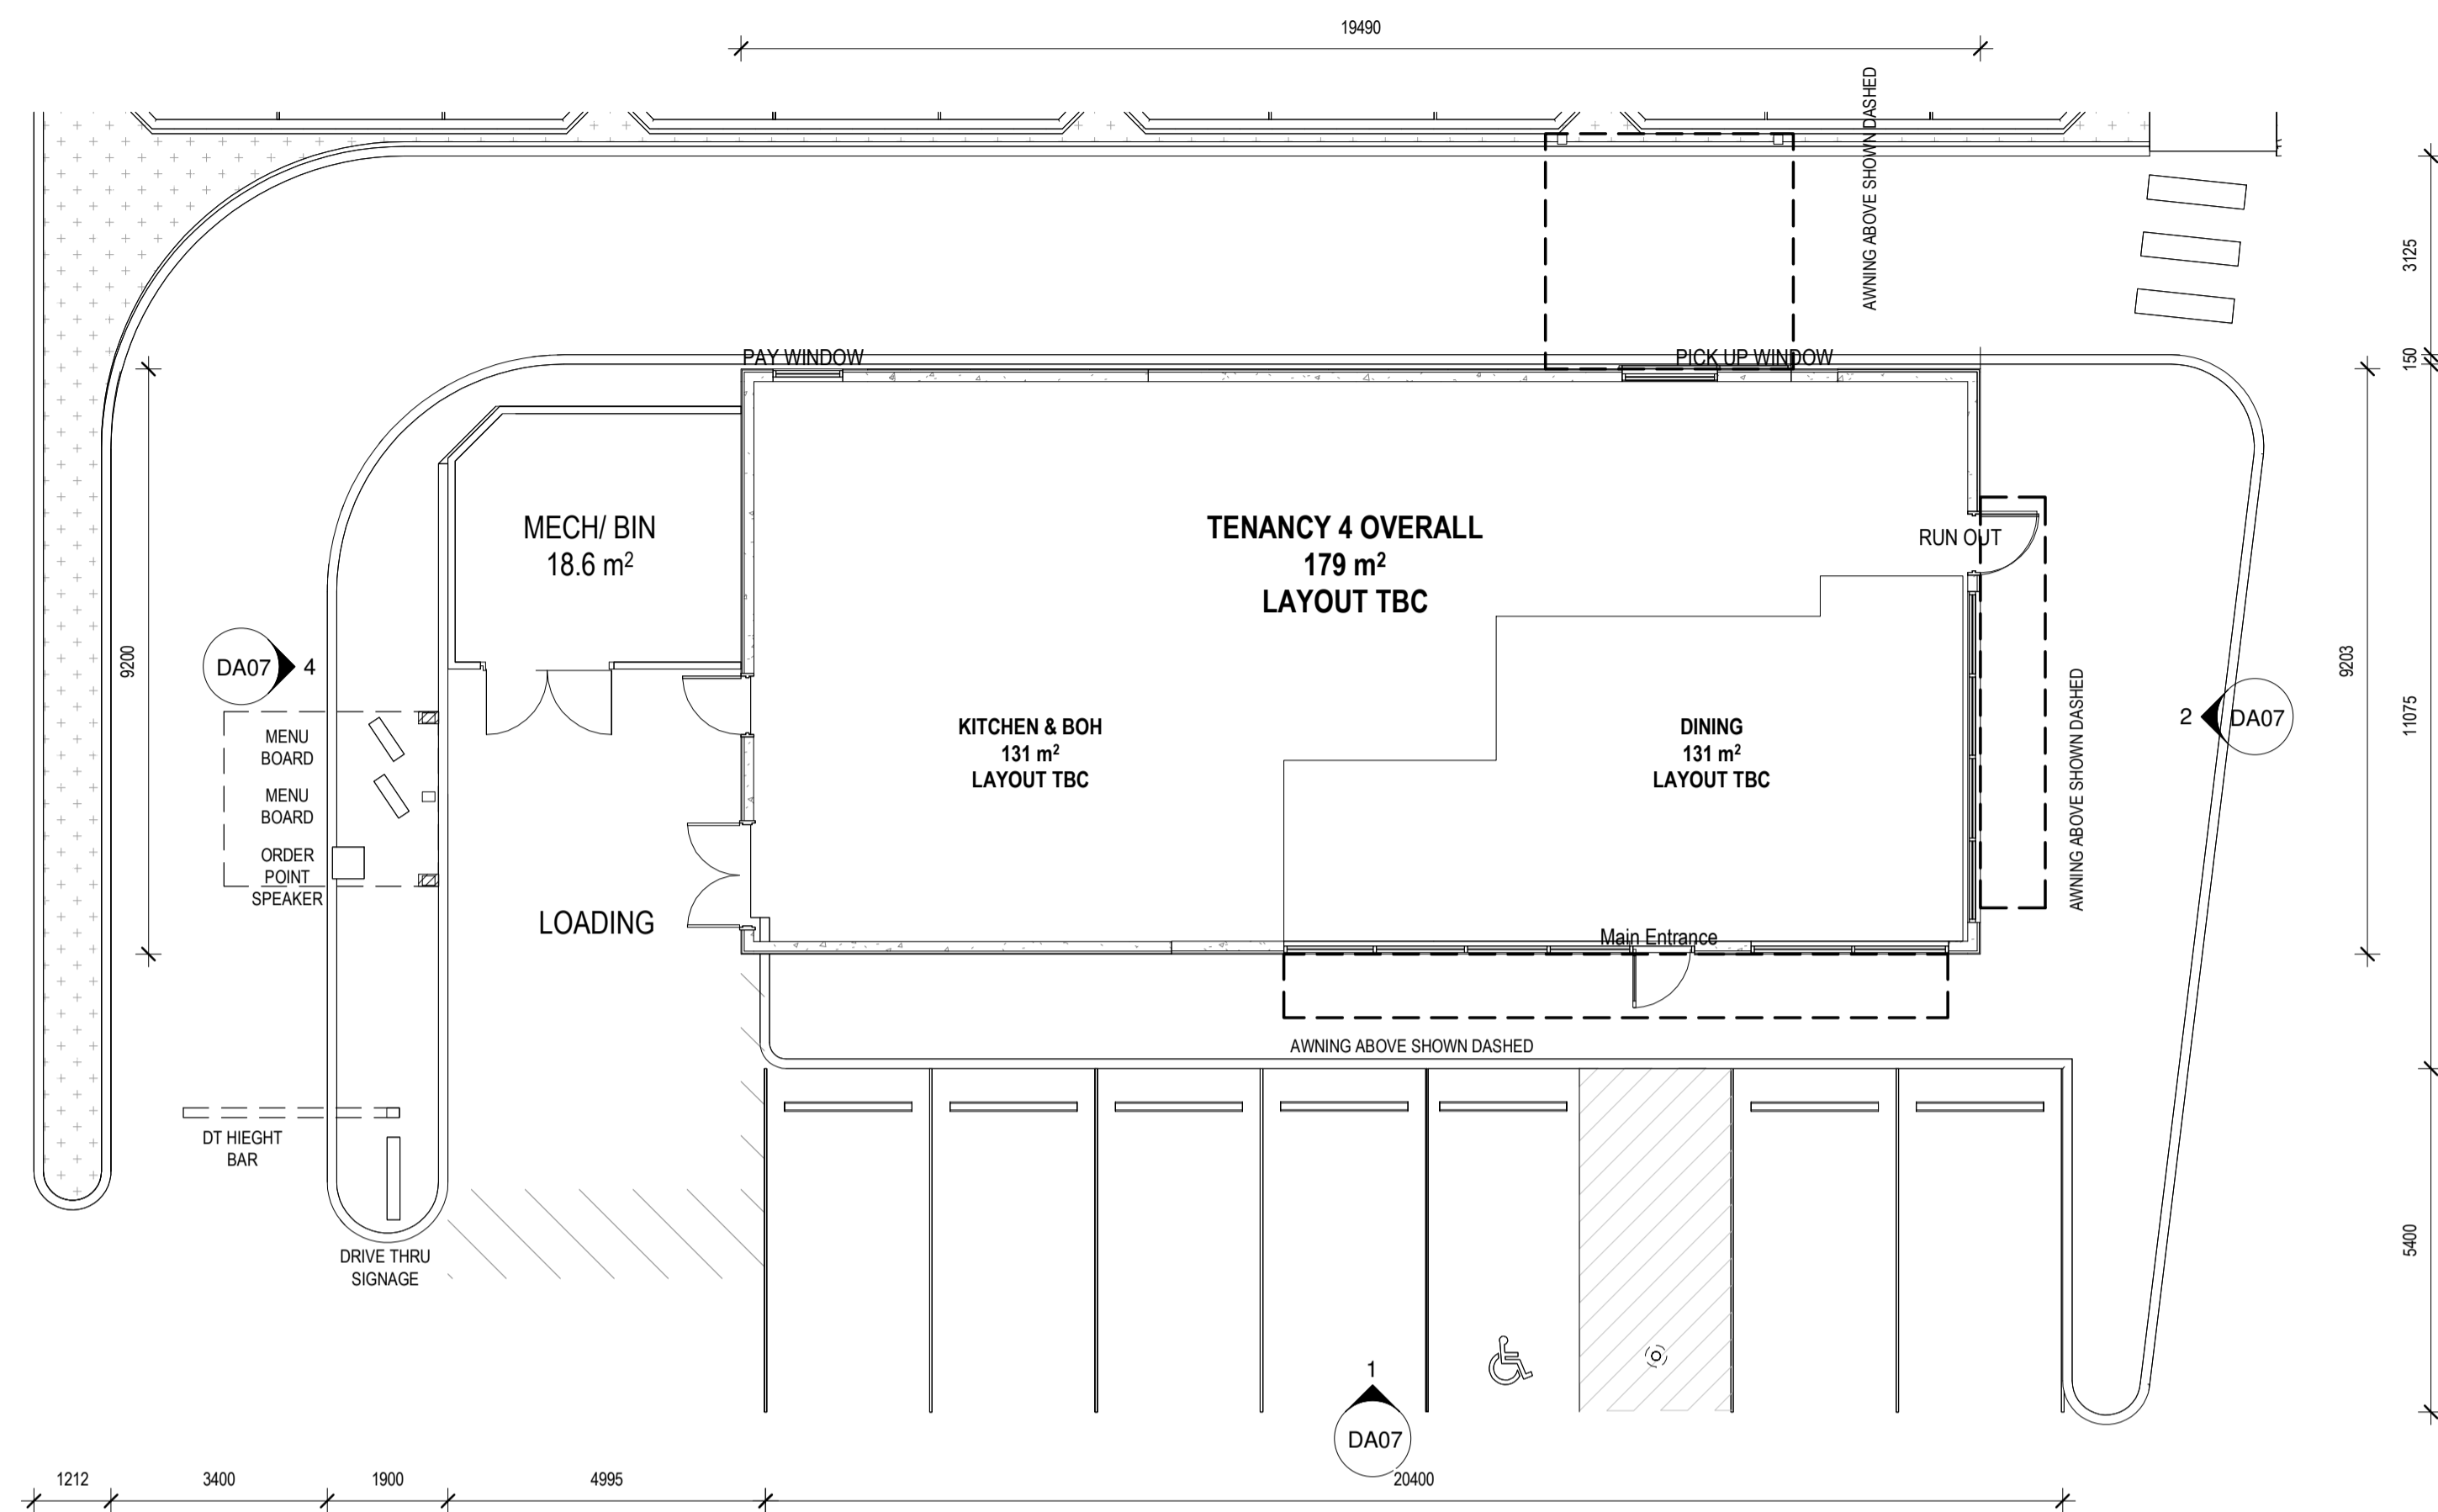 19490
AWNING ABOVE SHOWN DASHED
3125
150
PAY WINDOW
PICK UP WINDOW
MECH/ BIN
18.6 m²
TENANCY 4 OVERALL
179 m²
LAYOUT TBC
RUN OUT
9200
DA07
4
9203
11075
2
DA07
MENU
BOARD
MENU
BOARD
ORDER
POINT
SPEAKER
KITCHEN & BOH
131 m²
LAYOUT TBC
DINING
131 m²
LAYOUT TBC
AWNING ABOVE SHOWN DASHED
LOADING
Main Entrance
AWNING ABOVE SHOWN DASHED
DT HIEGHT
BAR
DRIVE THRU
SIGNAGE
5400
1
DA07
1212
3400
1900
4995
20400